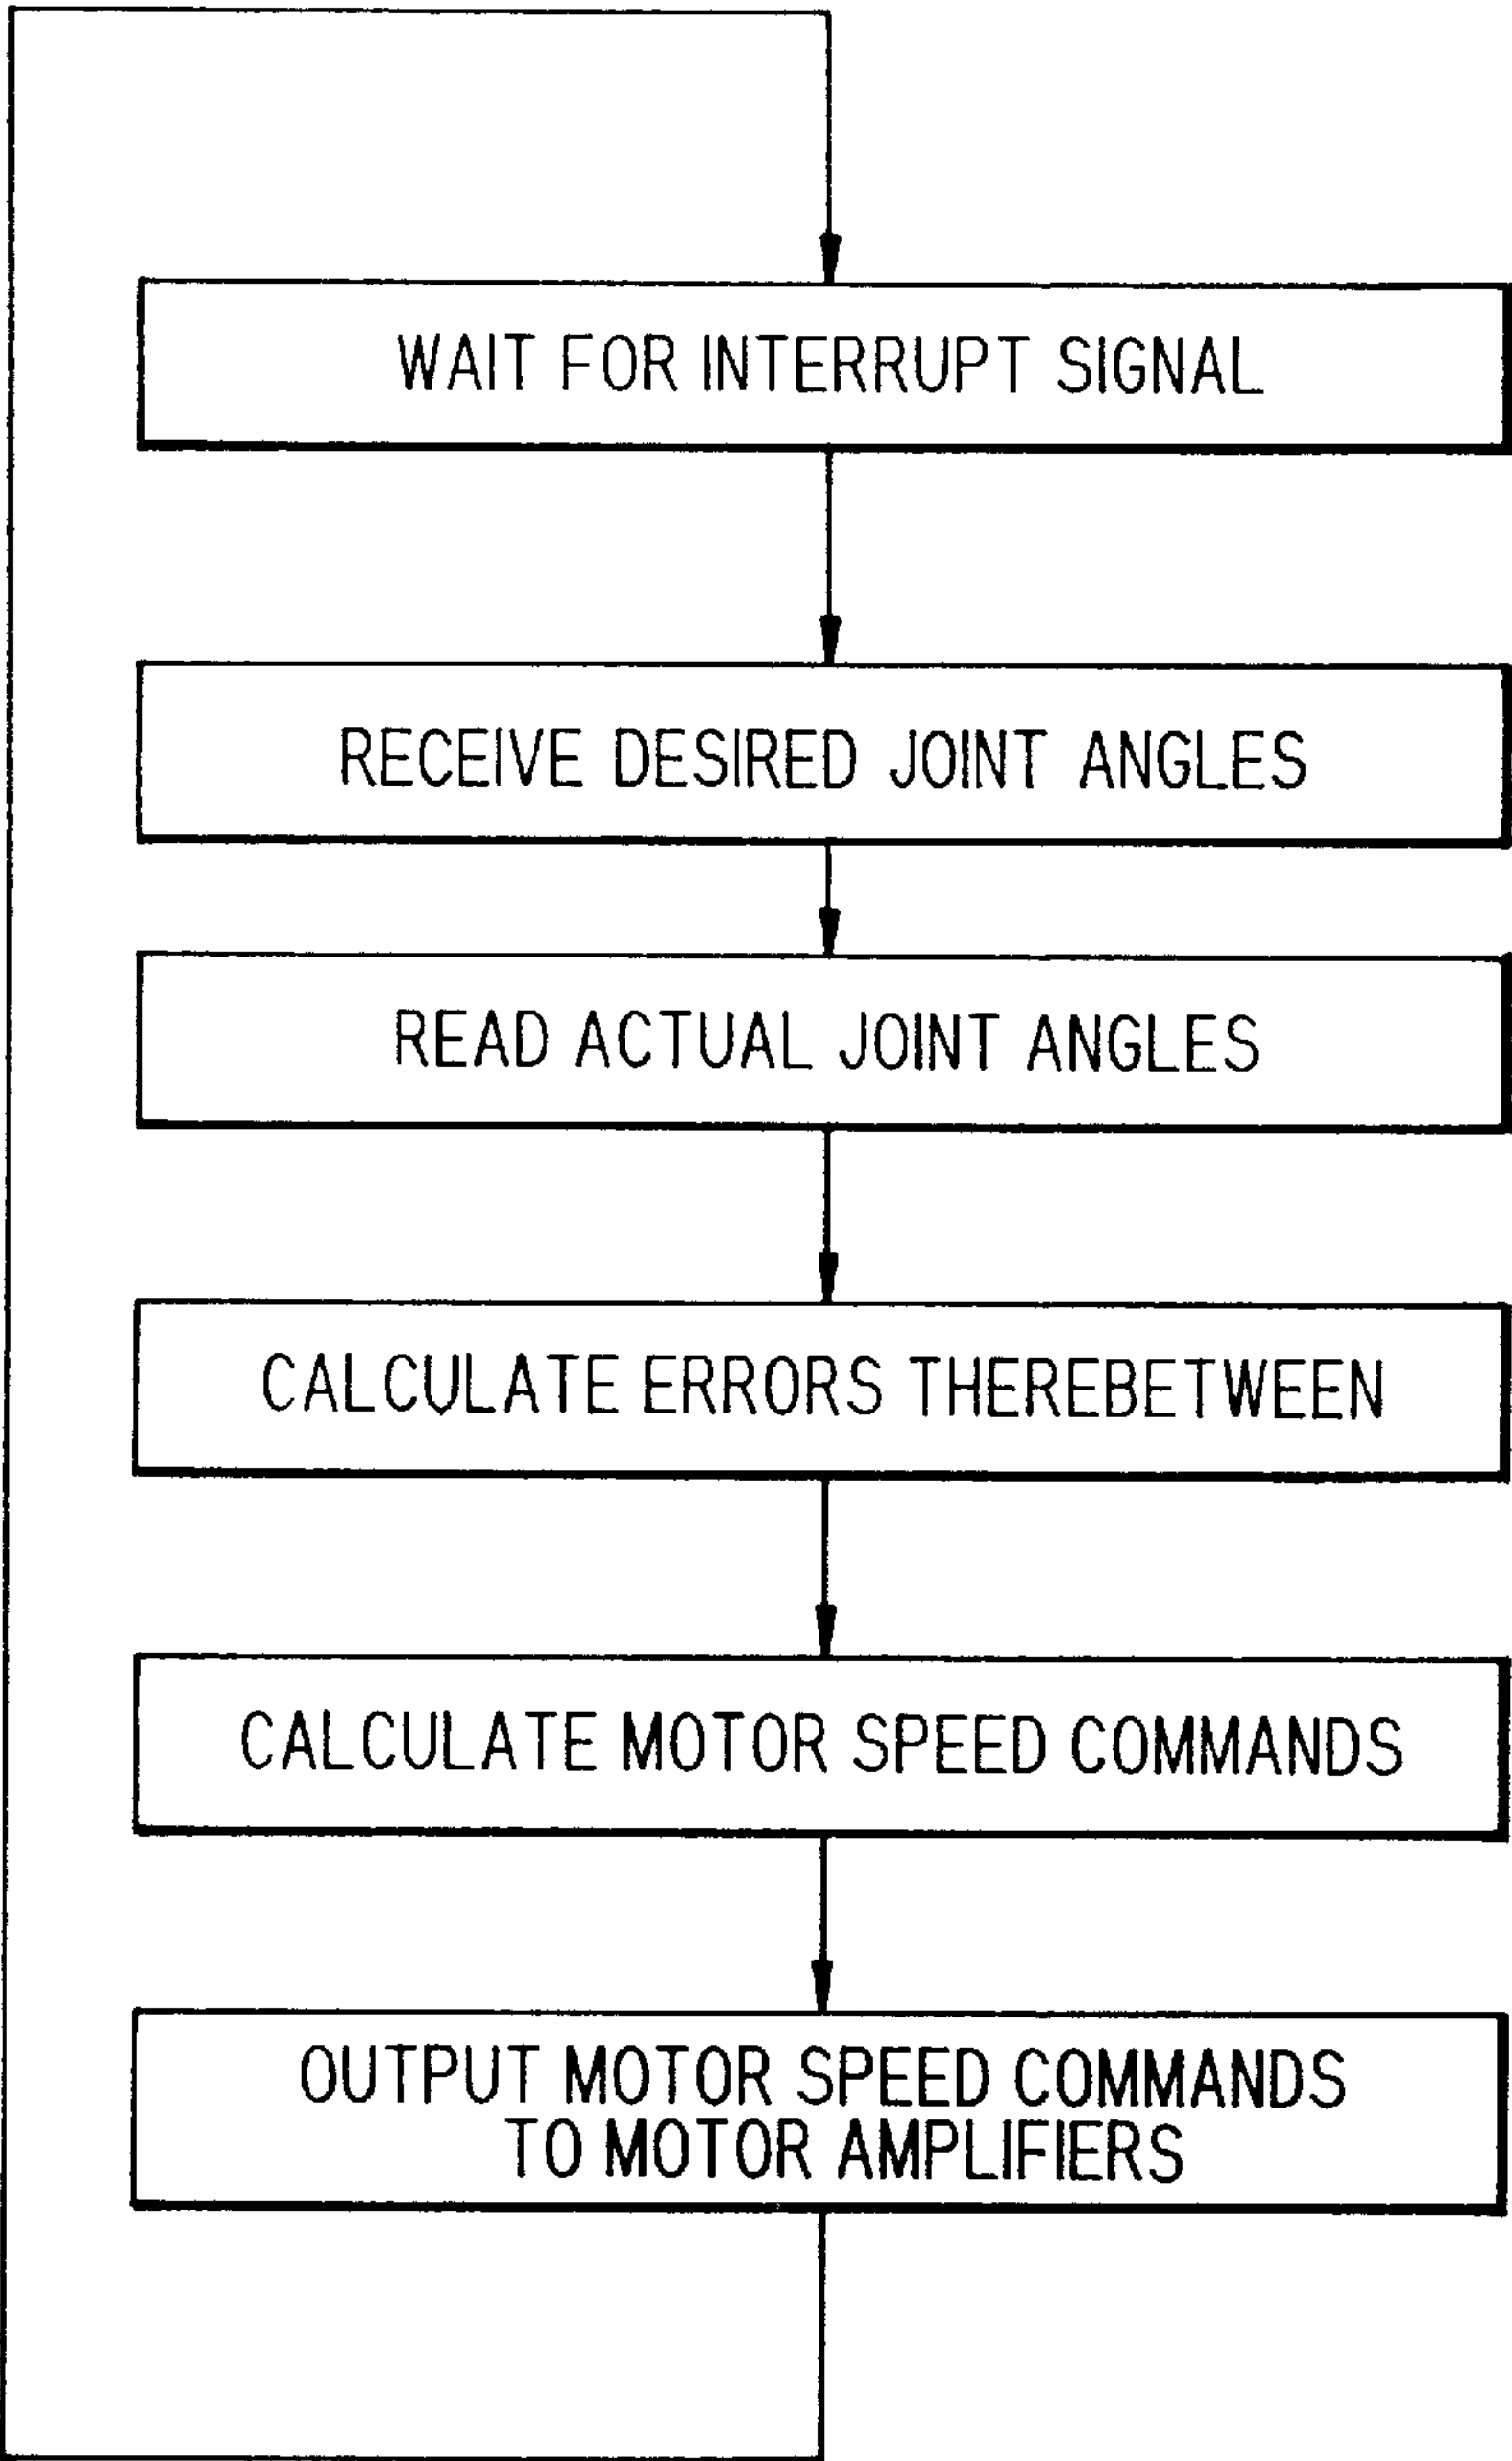 WAIT FOR INTERRUPT SIGNAL
RECEIVE DESIRED JOINT ANGLES
READ ACTUAL JOINT ANGLES
CALCULATE ERRORS THEREBETWEEN
CALCULATE MOTOR SPEED COMMANDS
OUTPUT MOTOR SPEED COMMANDS
TO MOTOR AMPLIFIERS